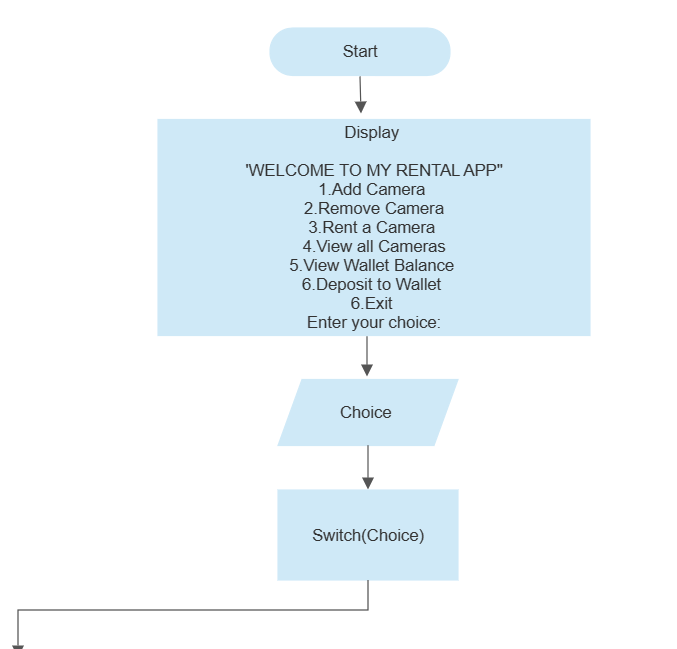 Start
Display
'WELCOME TO MY RENTAL APP"
1.Add Camera
2.Remove Camera
3.Rent a Camera
4.View all Cameras
5.View Wallet Balance
6.Deposit to Wallet
6.Exit
Enter your choice:
Choice
Switch(Choice)